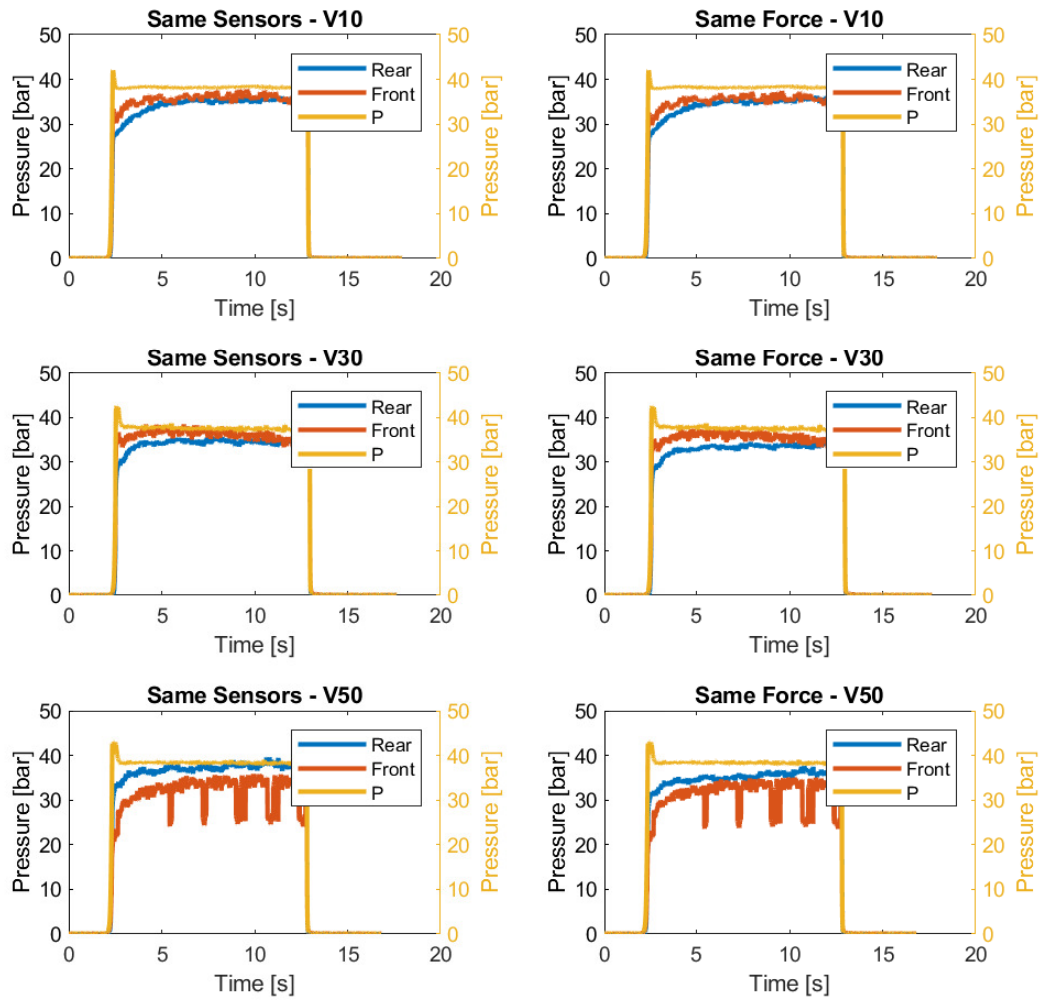 Same Sensors - V10
50
40
30
20
10
0
Pressure [bar]
0
5
10
15
20
Time [s]
50
40
30
20
10
0
Pressure [bar]
Rear
Front
P
Same Force - V10
50
40
30
20
10
0
Pressure [bar]
0
5
10
15
20
Time [s]
50
40
30
20
10
0
Pressure [bar]
Rear
Front
P
Same Sensors - V30
50
40
30
20
10
0
Pressure [bar]
0
5
10
15
20
Time [s]
50
40
30
20
10
0
Pressure [bar]
Rear
Front
P
Same Force - V30
50
40
30
20
10
0
Pressure [bar]
0
5
10
15
20
Time [s]
50
40
30
20
10
0
Pressure [bar]
Rear
Front
P
Same Sensors - V50
50
40
30
20
10
0
Pressure [bar]
0
5
10
15
20
Time [s]
50
40
30
20
10
0
Pressure [bar]
Rear
Front
P
Same Force - V50
50
40
30
20
10
0
Pressure [bar]
0
5
10
15
20
Time [s]
50
40
30
20
10
0
Pressure [bar]
Rear
Front
P